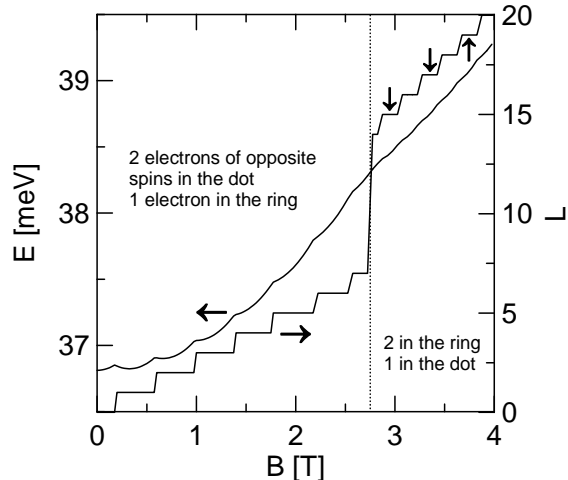 20
39
15
2 electrons of opposite
spins in the dot
1 electron in the ring
E [meV]
38
10
L
5
37
2 in the ring
1 in the dot
0
0
1
2
3
4
B [T]